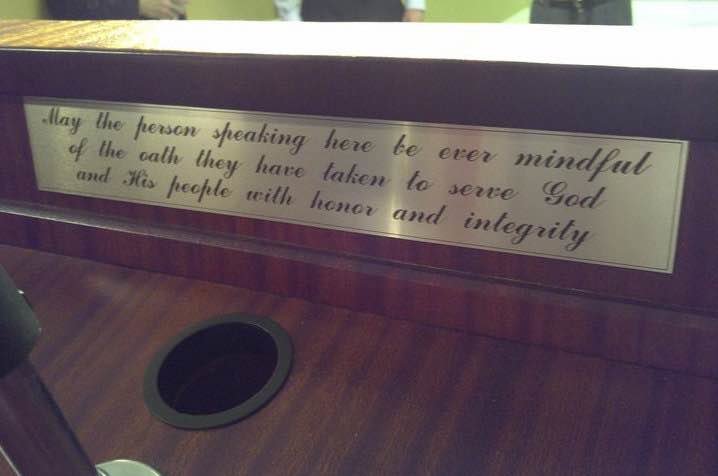 May the person speaking here be ever mindful
of the oath they have taken to serve God
and His people with honor and integrity